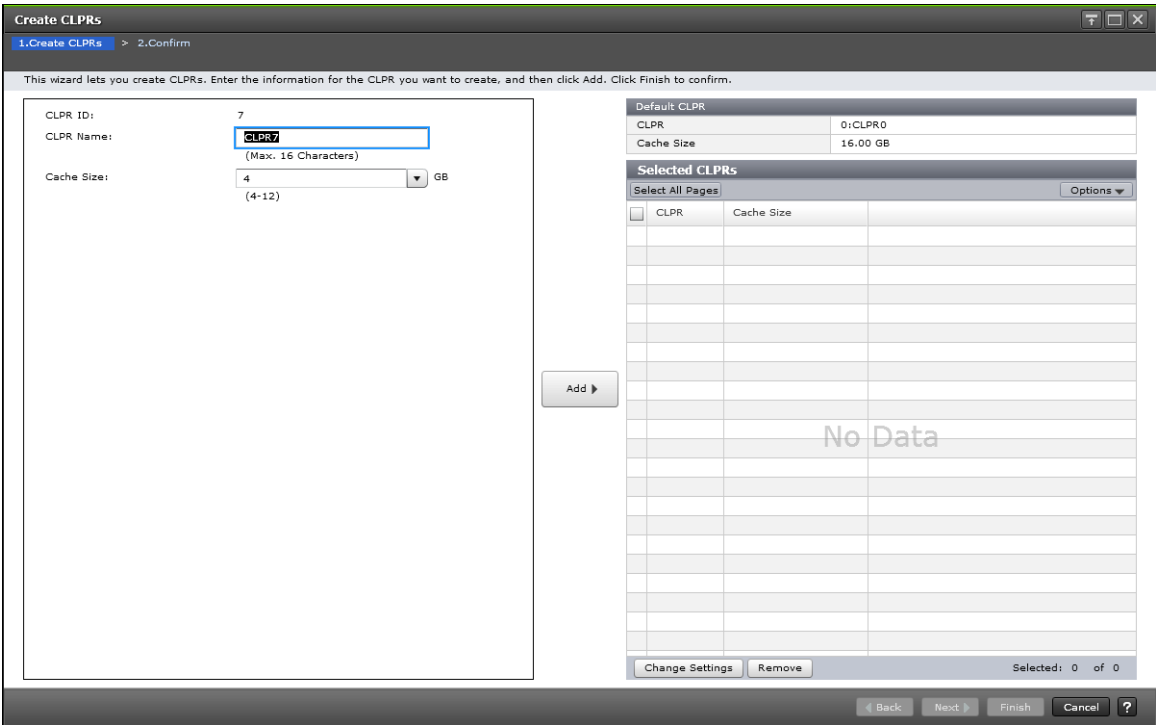 Create CLPRs
1.Create CLPRs > 2.Confirm
This wizard lets you create CLPRs. Enter the information for the CLPR you want to create, and then click Add. Click Finish to confirm.
CLPR ID: 7
CLPR Name: CLPR7
(Max. 16 Characters)
Cache Size: 4 GB
(4-12)
Add
Default CLPR
CLPR 0:CLPR0
Cache Size 16.00 GB
Selected CLPRs
Select All Pages Options
CLPR Cache Size
No Data
Change Settings Remove Selected: 0 of 0
Back Next Finish Cancel ?